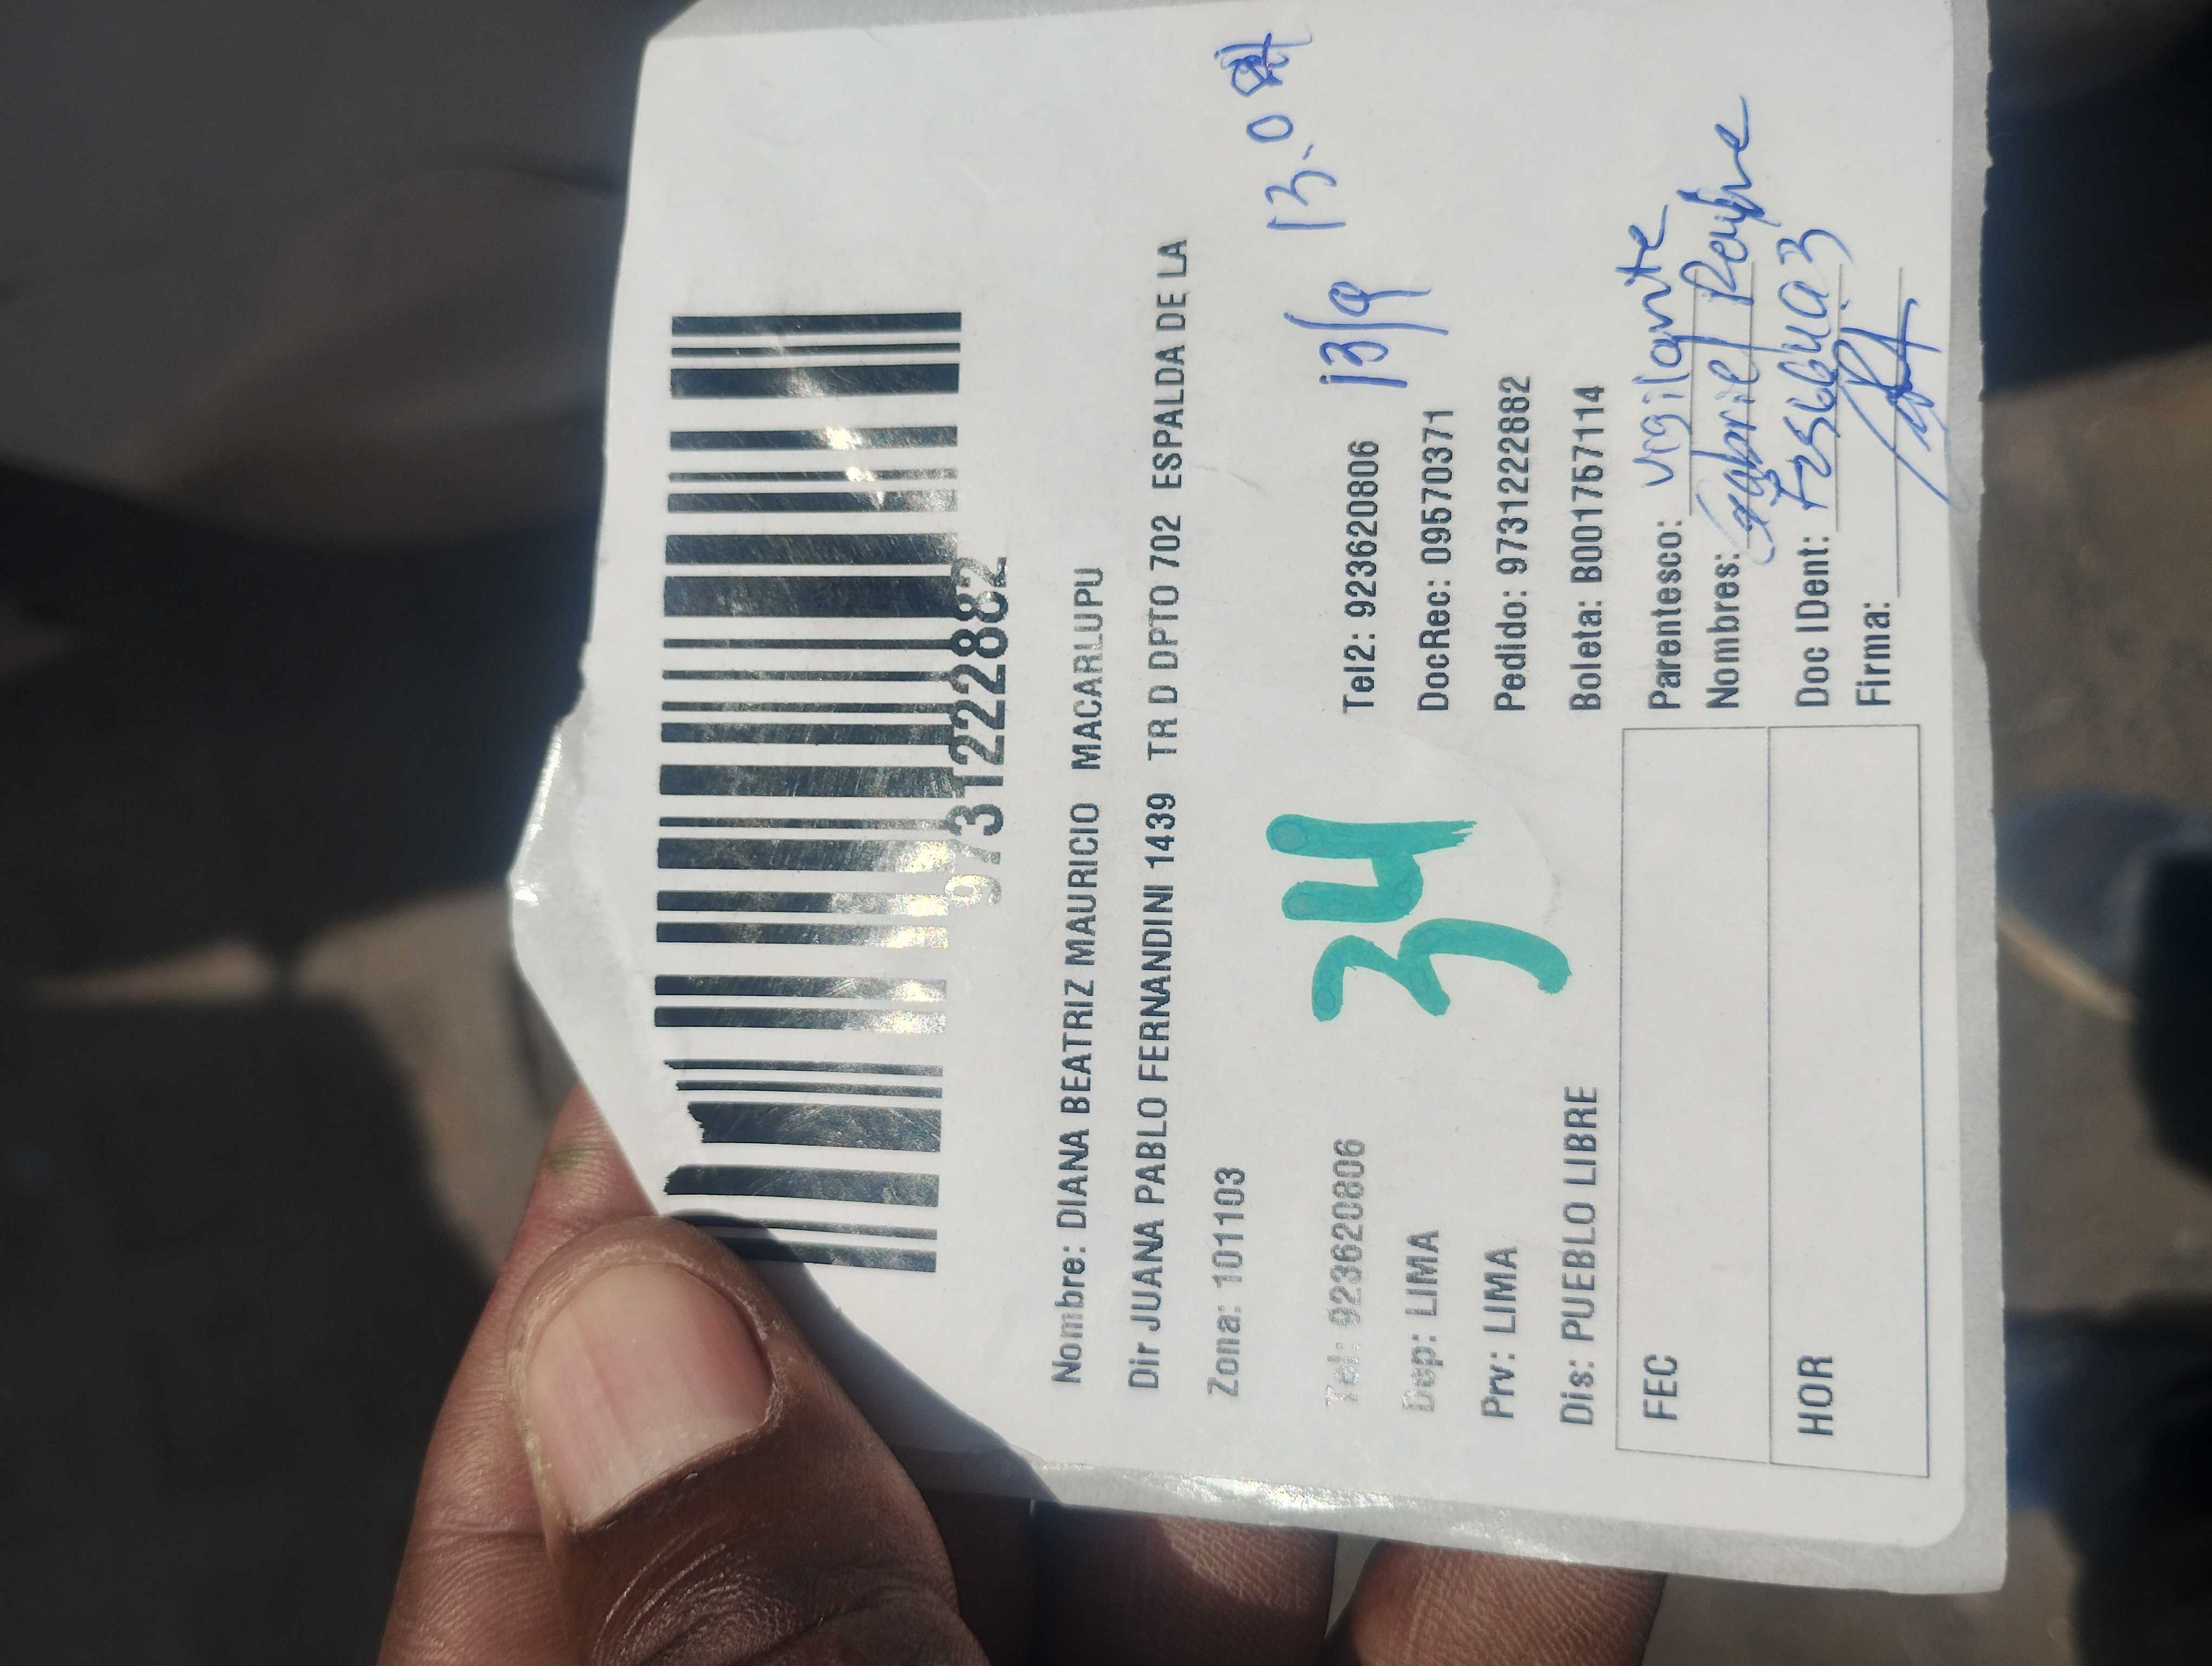 9731222882
Nombre: DIANA BEATRIZ MAURICIO MACARLUPU
Dir JUANA PABLO FERNANDINI 1439 TR D DPTO 702 ESPALDA DE LA
Zona: 101103
13/9 13.0
34
Tel: 923620806 Tel2: 923620806
Dep: LIMA DocRec: 09570371
Prv: LIMA Pedido: 9731222882
Dis: PUEBLO LIBRE Boleta: B001757114
FEC
HOR
Parentesco: vigilante
Nombres: Gabriel
Doc IDent:
Firma: